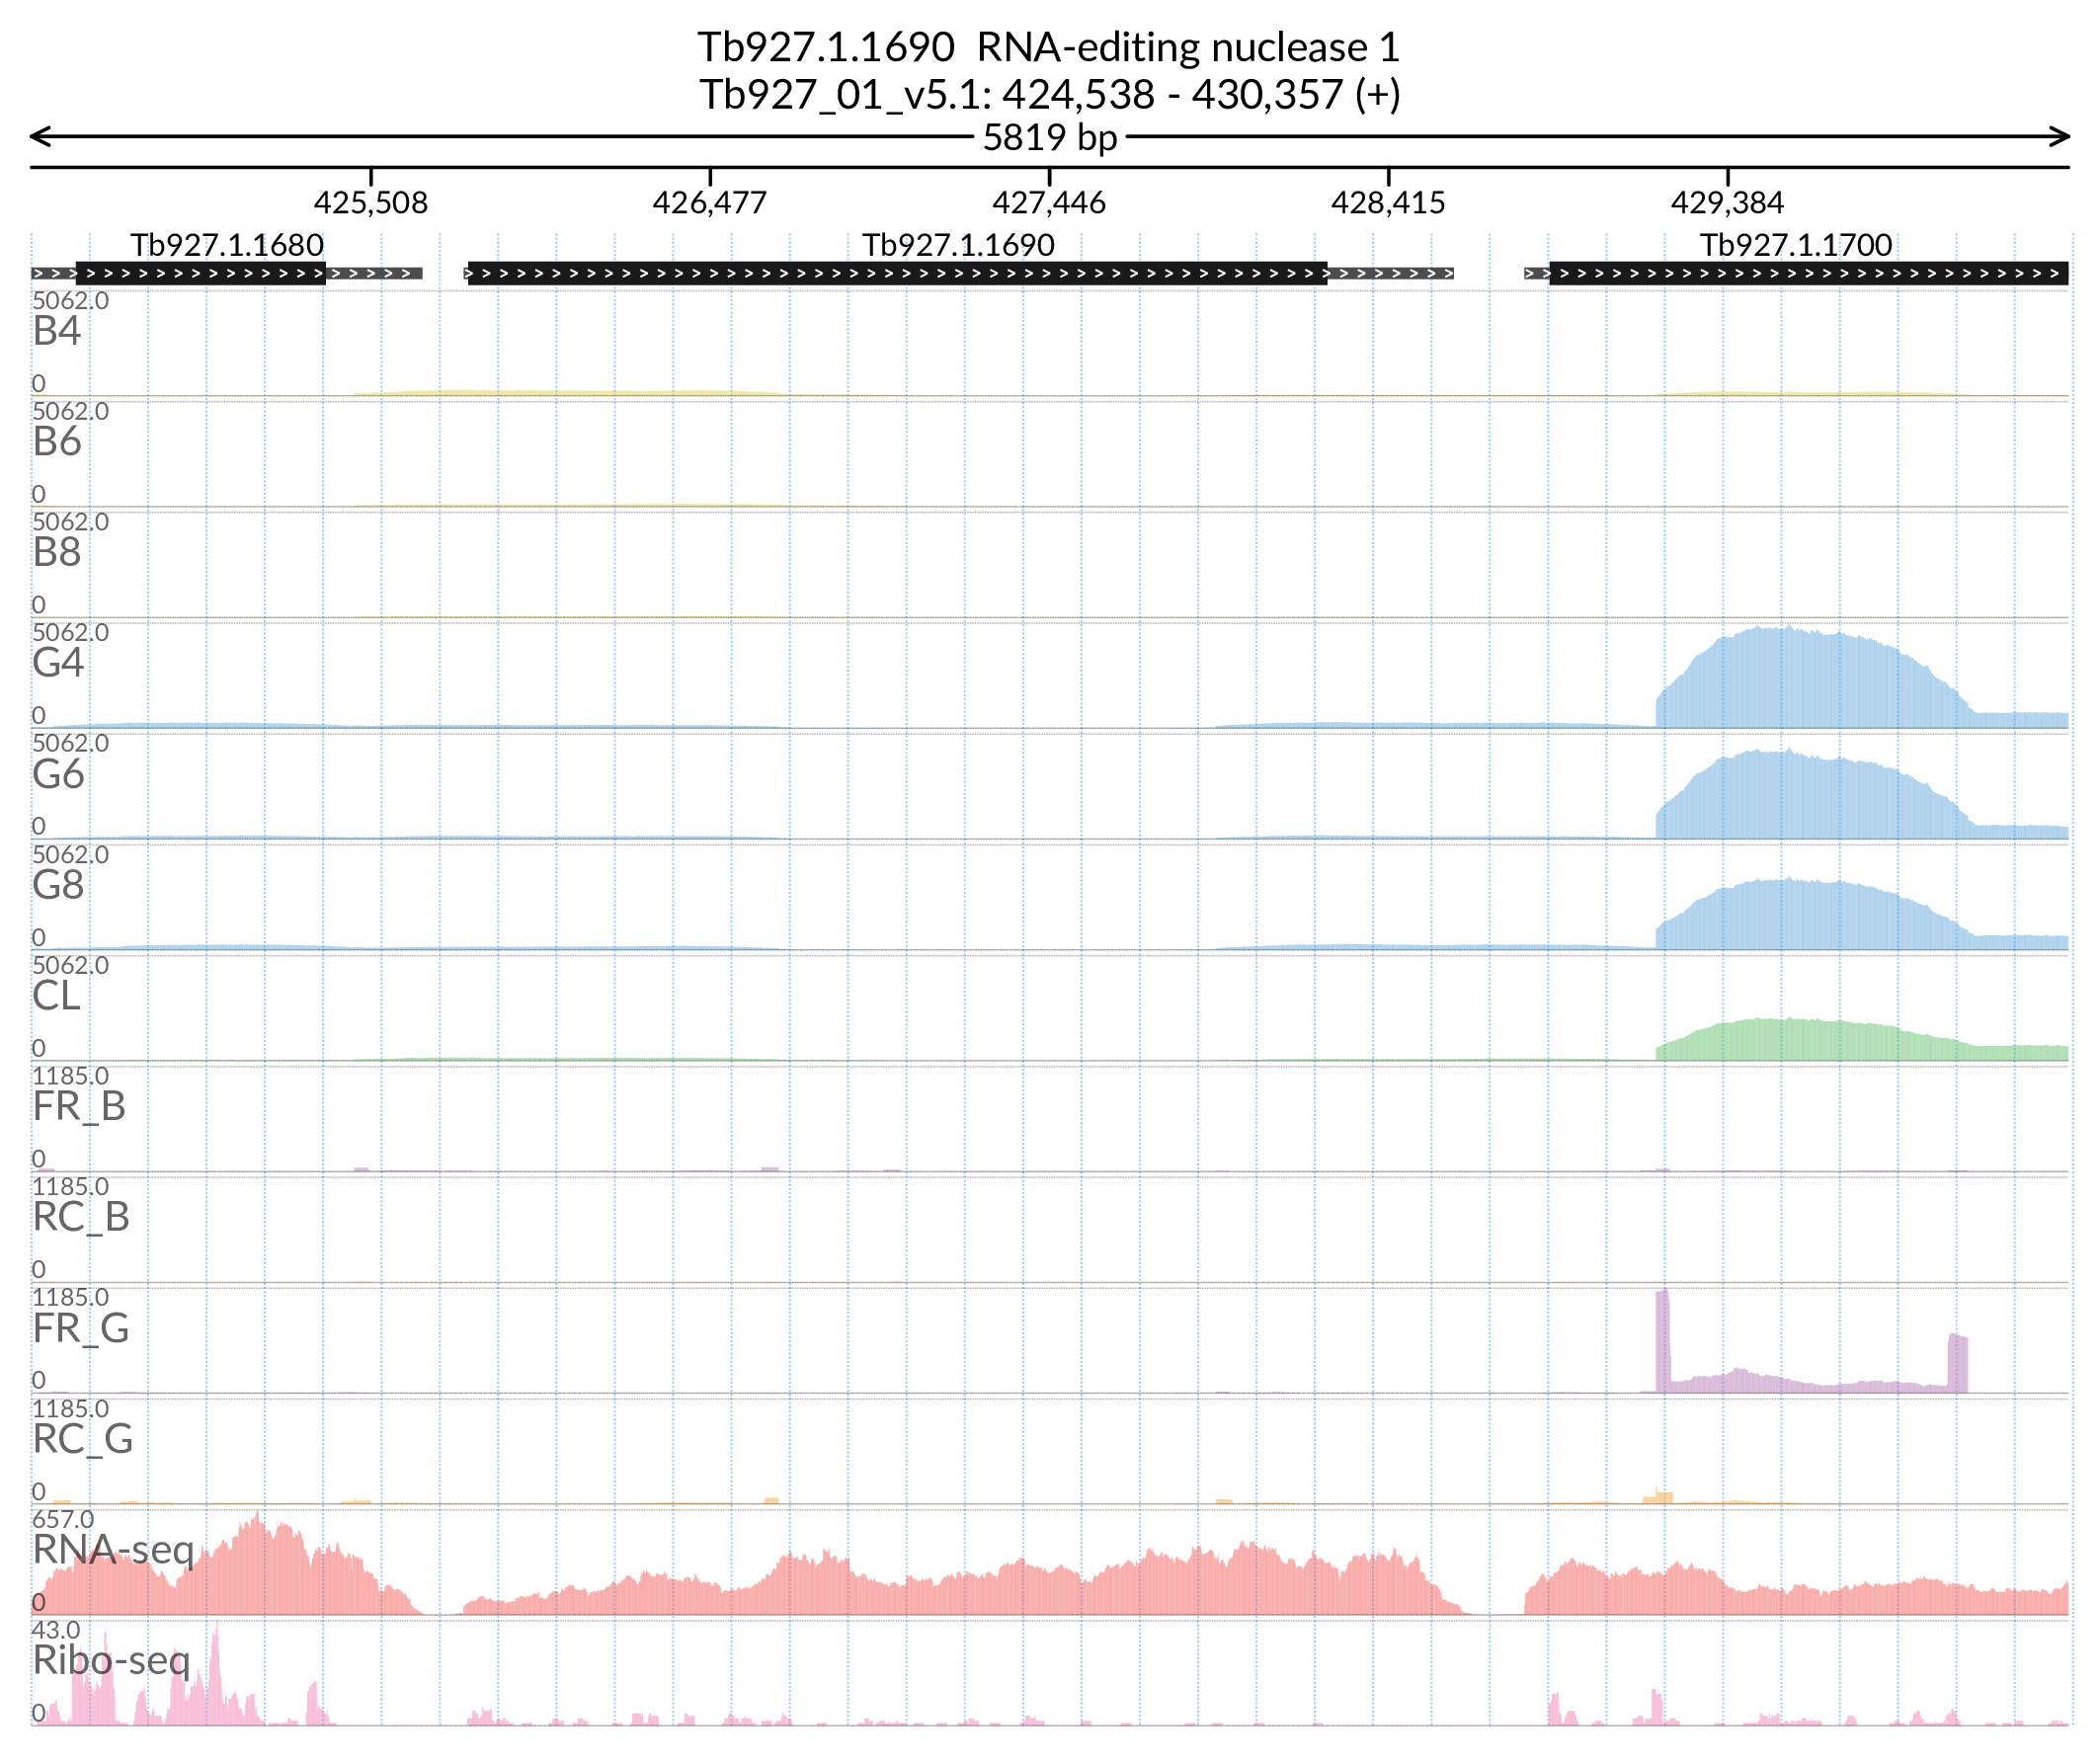 Tb927.1.1690  RNA-editing nuclease 1
Tb927_01_v5.1: 424,538 - 430,357 (+)
5819 bp
425,508 426,477 427,446 428,415 429,384
Tb927.1.1680 Tb927.1.1690 Tb927.1.1700
5062.0
B4
0
5062.0
B6
0
5062.0
B8
0
5062.0
G4
0
5062.0
G6
0
5062.0
G8
0
5062.0
CL
0
1185.0
FR_B
0
1185.0
RC_B
0
1185.0
FR_G
0
1185.0
RC_G
0
657.0
RNA-seq
0
43.0
Ribo-seq
0